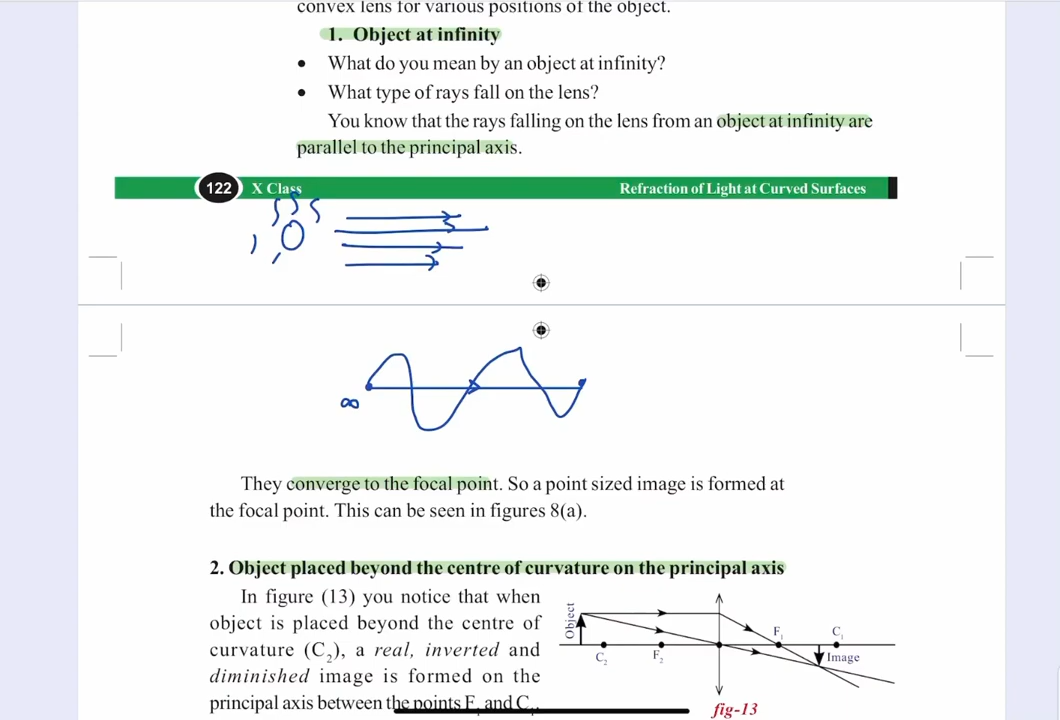 convex lens for various positions of the object.
1. Object at infinity
• What do you mean by an object at infinity?
• What type of rays fall on the lens?
You know that the rays falling on the lens from an object at infinity are
parallel to the principal axis.
122 X Class Refraction of Light at Curved Surfaces
∞
They converge to the focal point. So a point sized image is formed at
the focal point. This can be seen in figures 8(a).
2. Object placed beyond the centre of curvature on the principal axis
In figure (13) you notice that when
object is placed beyond the centre of
curvature (C₂), a real, inverted and
diminished image is formed on the
principal axis between the points F₁ and C₁.
Object
C₂ F₂ F₁ C₁
Image
fig-13